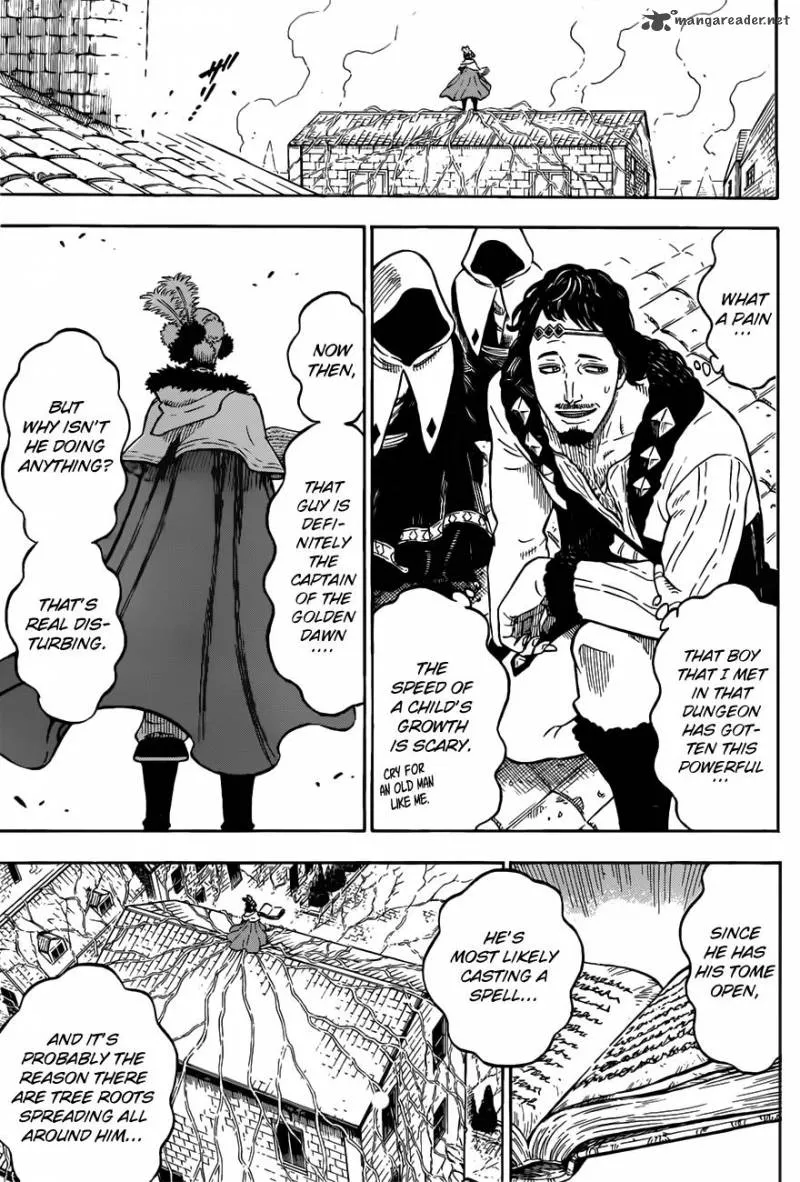 mangareader.net
WHAT
A PAIN
...
THAT BOY
THAT I MET
IN THAT
DUNGEON
HAS GOT-
TEN THIS
POWERFUL
...
THE
SPEED OF
A CHILD'S
GROWTH
IS SCARY.
CRY FOR
AN OLD MAN
LIKE ME.
NOW
THEN,
THAT
GUY IS
DEFI-
NITELY
THE
CAPTAIN
OF THE
GOLDEN
DAWN
....
BUT
WHY ISN'T
HE DOING
ANYTHING?
THAT'S
REAL DIS-
TURBING.
SINCE
HE HAS
HIS TOME
OPEN,
HE'S
MOST LIKELY
CASTING A
SPELL...
AND IT'S
PROBABLY THE
REASON THERE
ARE TREE ROOTS
SPREADING ALL
AROUND HIM...